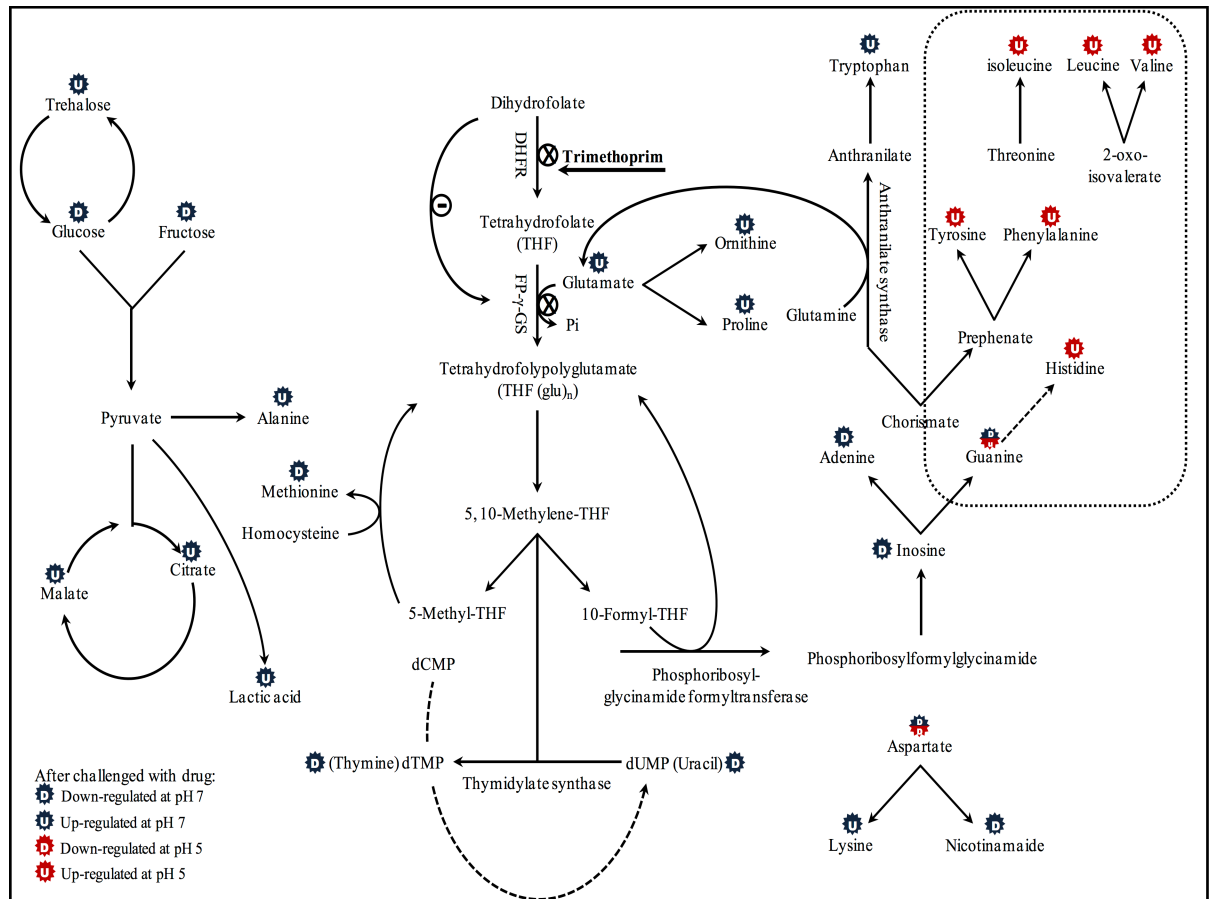 U
Tryptophan
U
isoleucine
U
Leucine
U
Valine
U
Trehalose
Dihydrofolate
DHFR
X
Trimethoprim
Anthranilate
Threonine
2-oxo-
isovalerate
D
Glucose
D
Fructose
Tetrahydrofolate
(THF)
U
Ornithine
Anthranilate synthase
U
Tyrosine
U
Phenylalanine
FP-γ-GS
U
Glutamate
X
Pi
U
Proline
Glutamine
Prephenate
U
Histidine
Tetrahydrofolypolyglutamate
(THF (glu)n)
Pyruvate
U
Alanine
Chorismate
D
Adenine
D
U
Guanine
D
Methionine
Homocysteine
5,10-Methylene-THF
D Inosine
U
Malate
U
Citrate
5-Methyl-THF
10-Formyl-THF
dCMP
Phosphoribosyl-
glycinamide formyltransferase
Phosphoribosylformylglycinamide
U
Lactic acid
D
D
Aspartate
D (Thymine) dTMP
Thymidylate synthase
dUMP (Uracil) D
After challenged with drug:
D Down-regulated at pH 7
U Up-regulated at pH 7
D Down-regulated at pH 5
U Up-regulated at pH 5
U
Lysine
D
Nicotinamaide